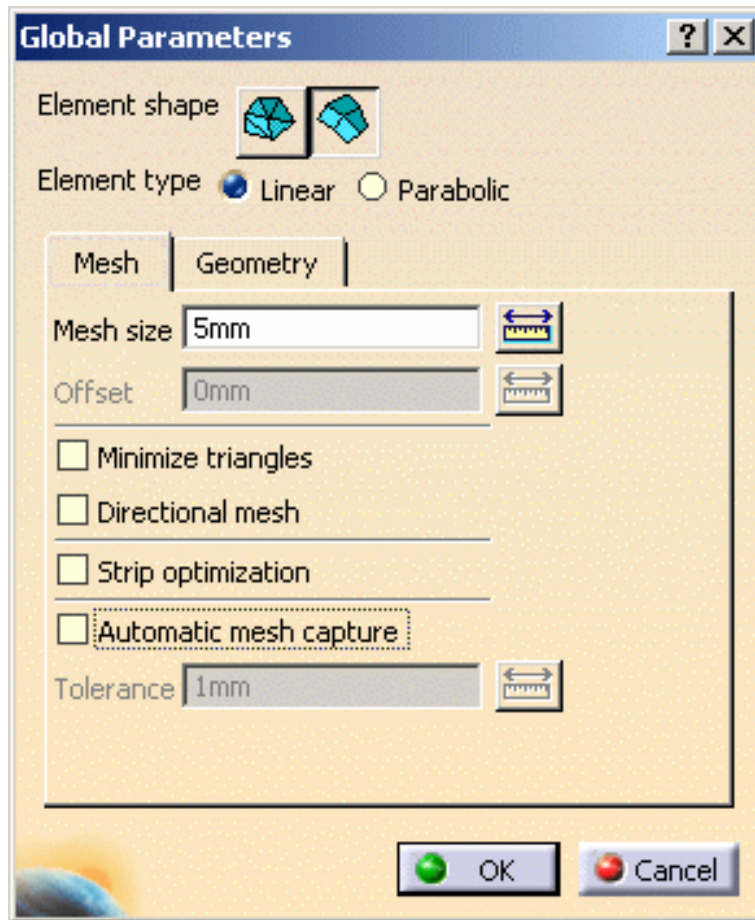 Global Parameters
Element shape
Element type Linear Parabolic
Mesh Geometry
Mesh size 5mm
Offset 0mm
Minimize triangles
Directional mesh
Strip optimization
Automatic mesh capture
Tolerance 1mm
OK Cancel